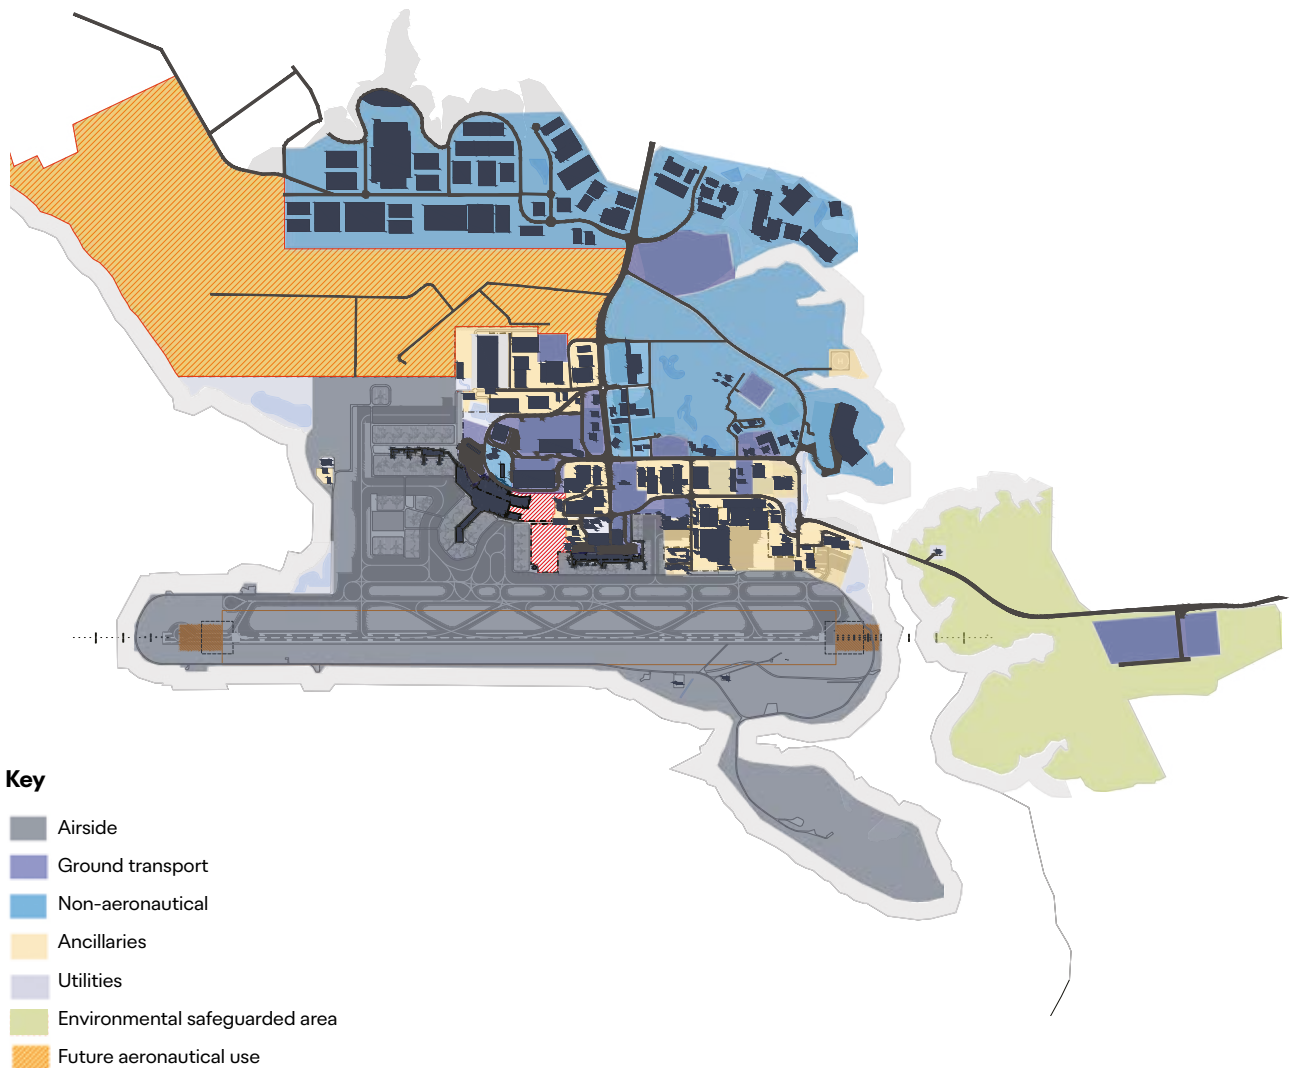 Key
Airside
Ground transport
Non-aeronautical
Ancillaries
Utilities
Environmental safeguarded area
Future aeronautical use